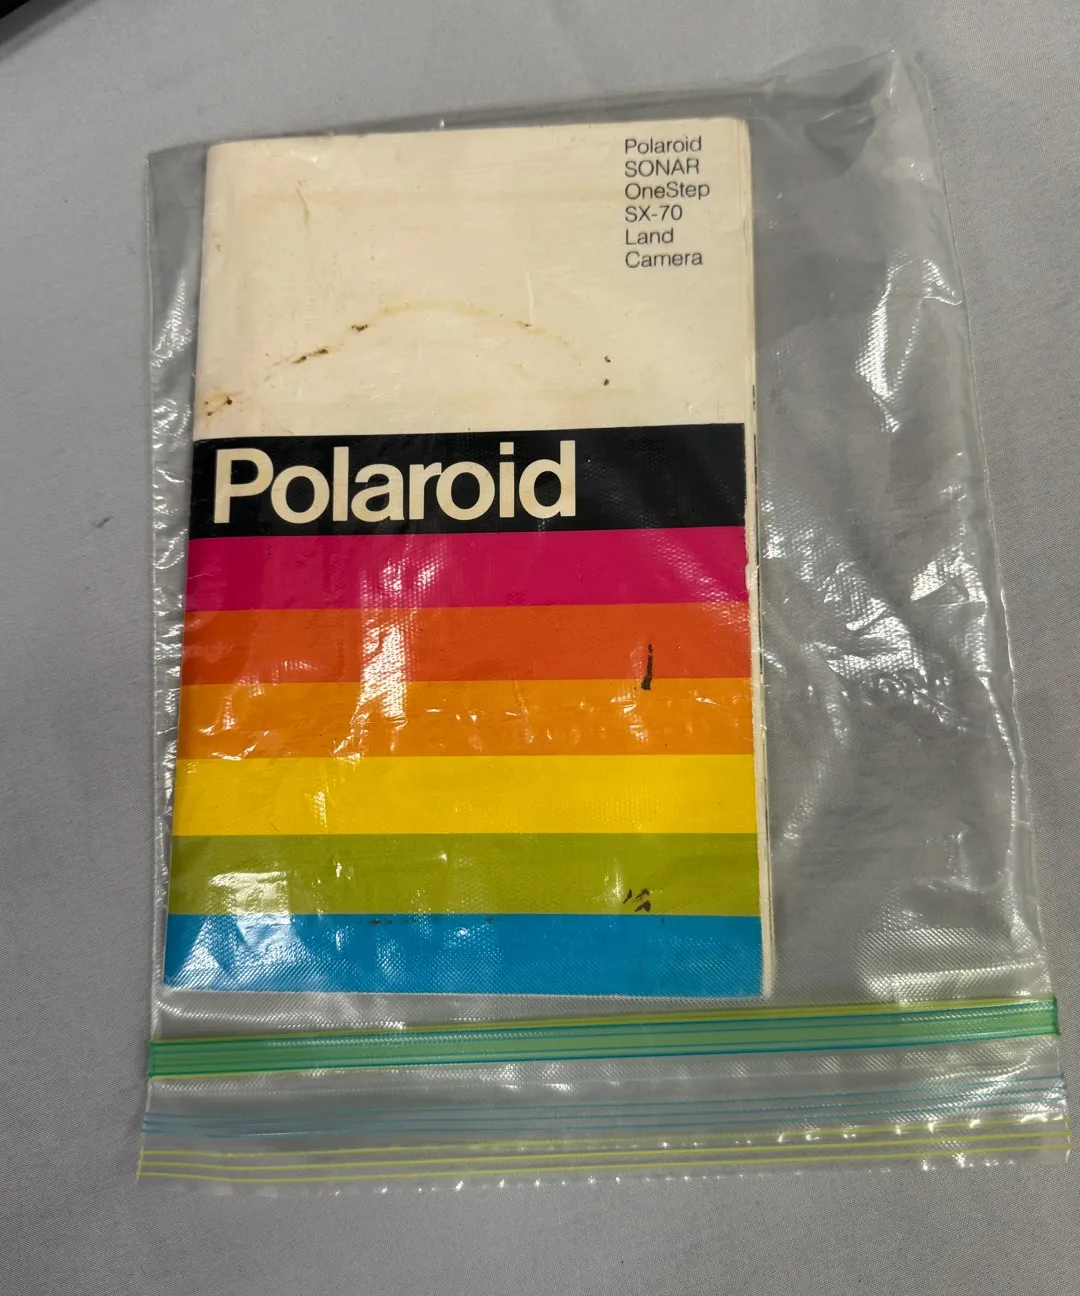 Polaroid
SONAR
OneStep
SX-70
Land
Camera
Polaroid